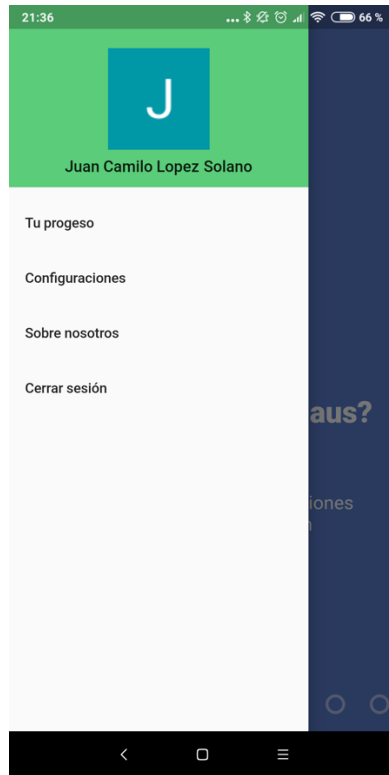 21:36
66 %
J
Juan Camilo Lopez Solano
Tu progeso
Configuraciones
Sobre nosotros
Cerrar sesión
aus?
iones